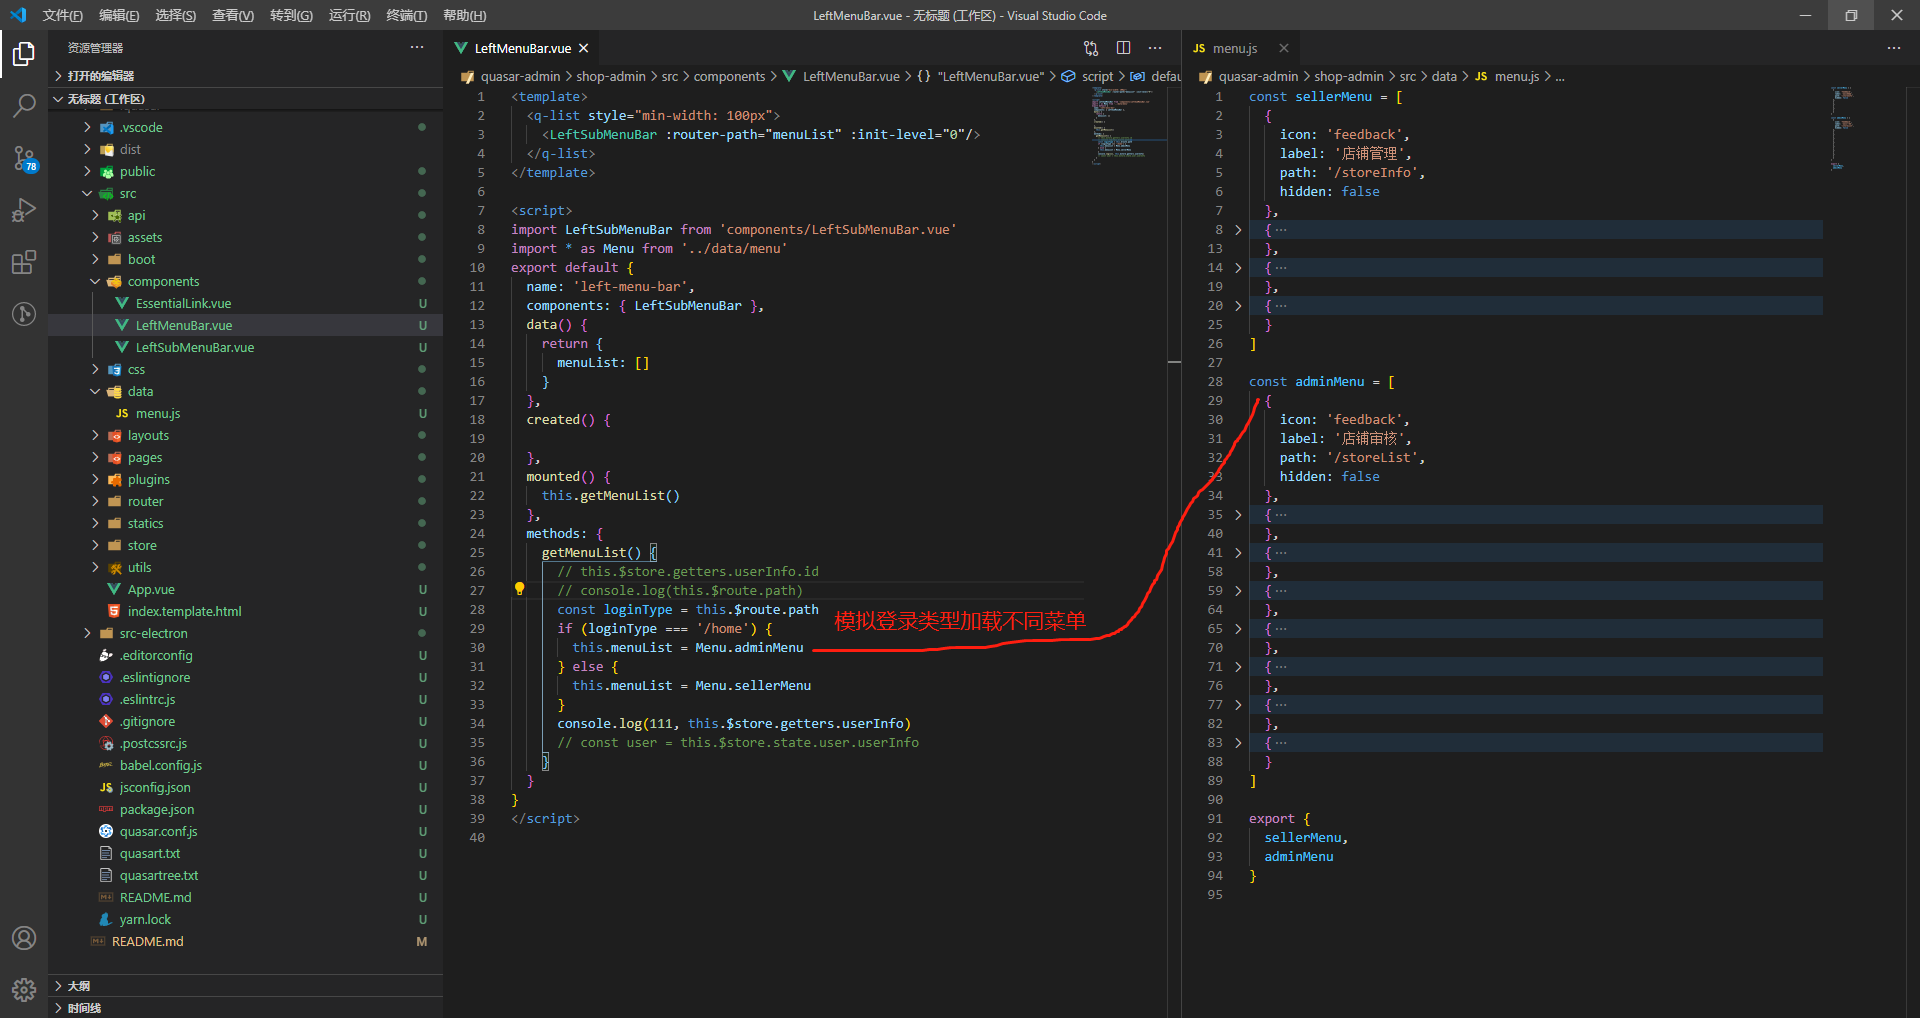 文件(F) 编辑(E) 选择(S) 查看(V) 转到(G) 运行(R) 终端(T) 帮助(H)
LeftMenuBar.vue - 无标题 (工作区) - Visual Studio Code
资源管理器
打开的编辑器
无标题 (工作区)
.vscode
dist
public
src
api
assets
boot
components
EssentialLink.vue U
LeftMenuBar.vue U
LeftSubMenuBar.vue U
css
data
menu.js U
layouts
pages
plugins
router
statics
store
utils
App.vue U
index.template.html U
src-electron
.editorconfig U
.eslintignore U
.eslintrc.js U
.gitignore U
.postcssrc.js U
babel.config.js U
jsconfig.json U
package.json U
quasar.conf.js U
quasart.txt U
quasartree.txt U
README.md U
yarn.lock U
README.md M
大纲
时间线
78
LeftMenuBar.vue
quasar-admin > shop-admin > src > components > LeftMenuBar.vue > {} "LeftMenuBar.vue" > script > defau
1 <template>
2 <q-list style="min-width: 100px">
3 <LeftSubMenuBar :router-path="menuList" :init-level="0"/>
4 </q-list>
5 </template>
6
7 <script>
8 import LeftSubMenuBar from 'components/LeftSubMenuBar.vue'
9 import * as Menu from '../data/menu'
10 export default {
11 name: 'left-menu-bar',
12 components: { LeftSubMenuBar },
13 data() {
14 return {
15 menuList: []
16 }
17 },
18 created() {
19
20 },
21 mounted() {
22 this.getMenuList()
23 },
24 methods: {
25 getMenuList() {
26 // this.$store.getters.userInfo.id
27 // console.log(this.$route.path)
28 const loginType = this.$route.path
29 if (loginType === '/home') {
30 this.menuList = Menu.adminMenu
31 } else {
32 this.menuList = Menu.sellerMenu
33 }
34 console.log(111, this.$store.getters.userInfo)
35 // const user = this.$store.state.user.userInfo
36 }
37 }
38 }
39 </script>
40
模拟登录类型加载不同菜单
JS menu.js
quasar-admin > shop-admin > src > data > JS menu.js > ...
1 const sellerMenu = [
2 {
3 icon: 'feedback',
4 label: '店铺管理',
5 path: '/storeInfo',
6 hidden: false
7 },
8 { ...
13 },
14 { ...
19 },
20 { ...
25 }
26 ]
27
28 const adminMenu = [
29 {
30 icon: 'feedback',
31 label: '店铺审核',
32 path: '/storeList',
33 hidden: false
34 },
35 { ...
40 },
41 { ...
58 },
59 { ...
64 },
65 { ...
70 },
71 { ...
76 },
77 { ...
82 },
83 { ...
88 }
89 ]
90
91 export {
92 sellerMenu,
93 adminMenu
94 }
95